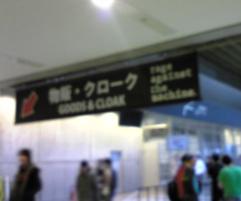 物販・クローク
GOODS & CLOAK
rage
against
the
machine.